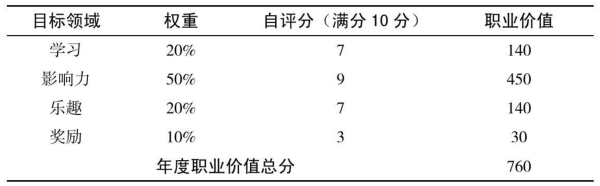 目标领域 权重 自评分（满分10分） 职业价值
学习 20% 7 140
影响力 50% 9 450
乐趣 20% 7 140
奖励 10% 3 30
年度职业价值总分 760